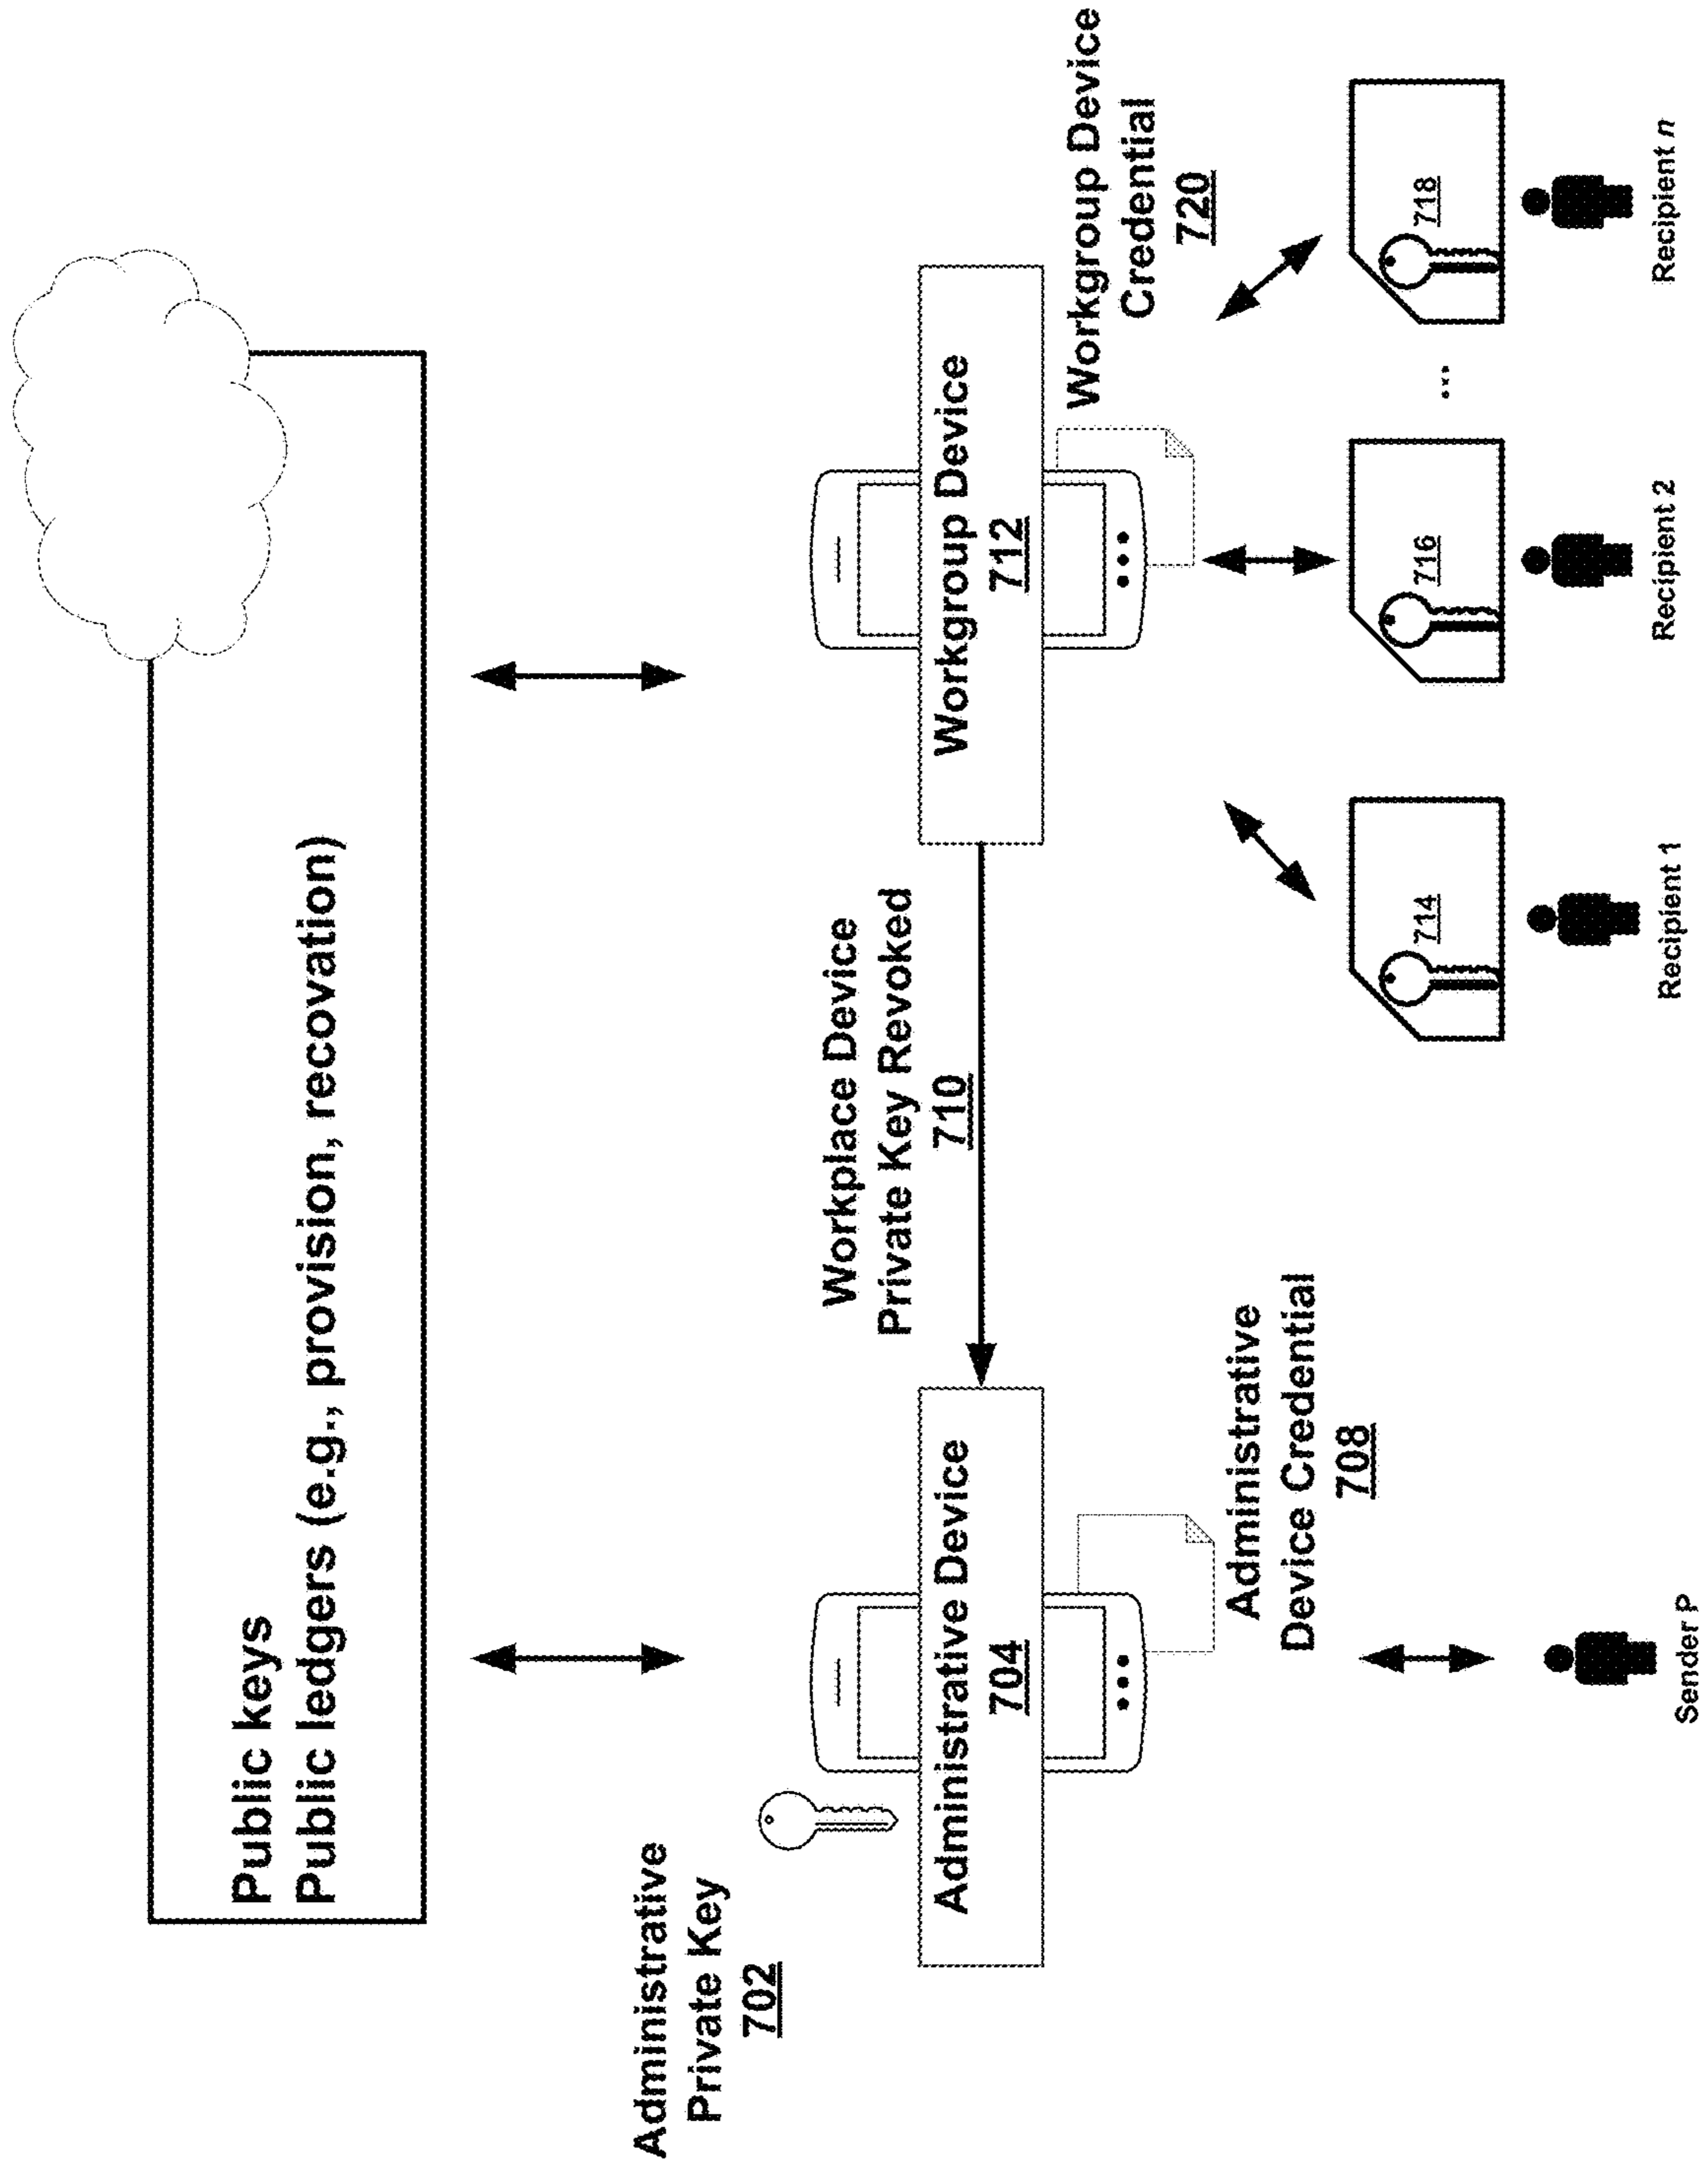 Public keys
Public ledgers (e.g., provision, recovation)
Administrative
Private Key
702
Workplace Device
Private Key Revoked
710
Administrative Device
704
Workgroup Device
712
Administrative
Device Credential
708
Workgroup Device
Credential
720
714
716
718
...
Sender P
Recipient 1
Recipient 2
Recipient n